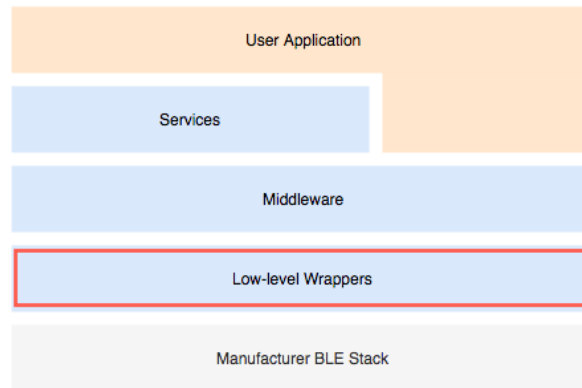 User Application
Services
Middleware
Low-level Wrappers
Manufacturer BLE Stack